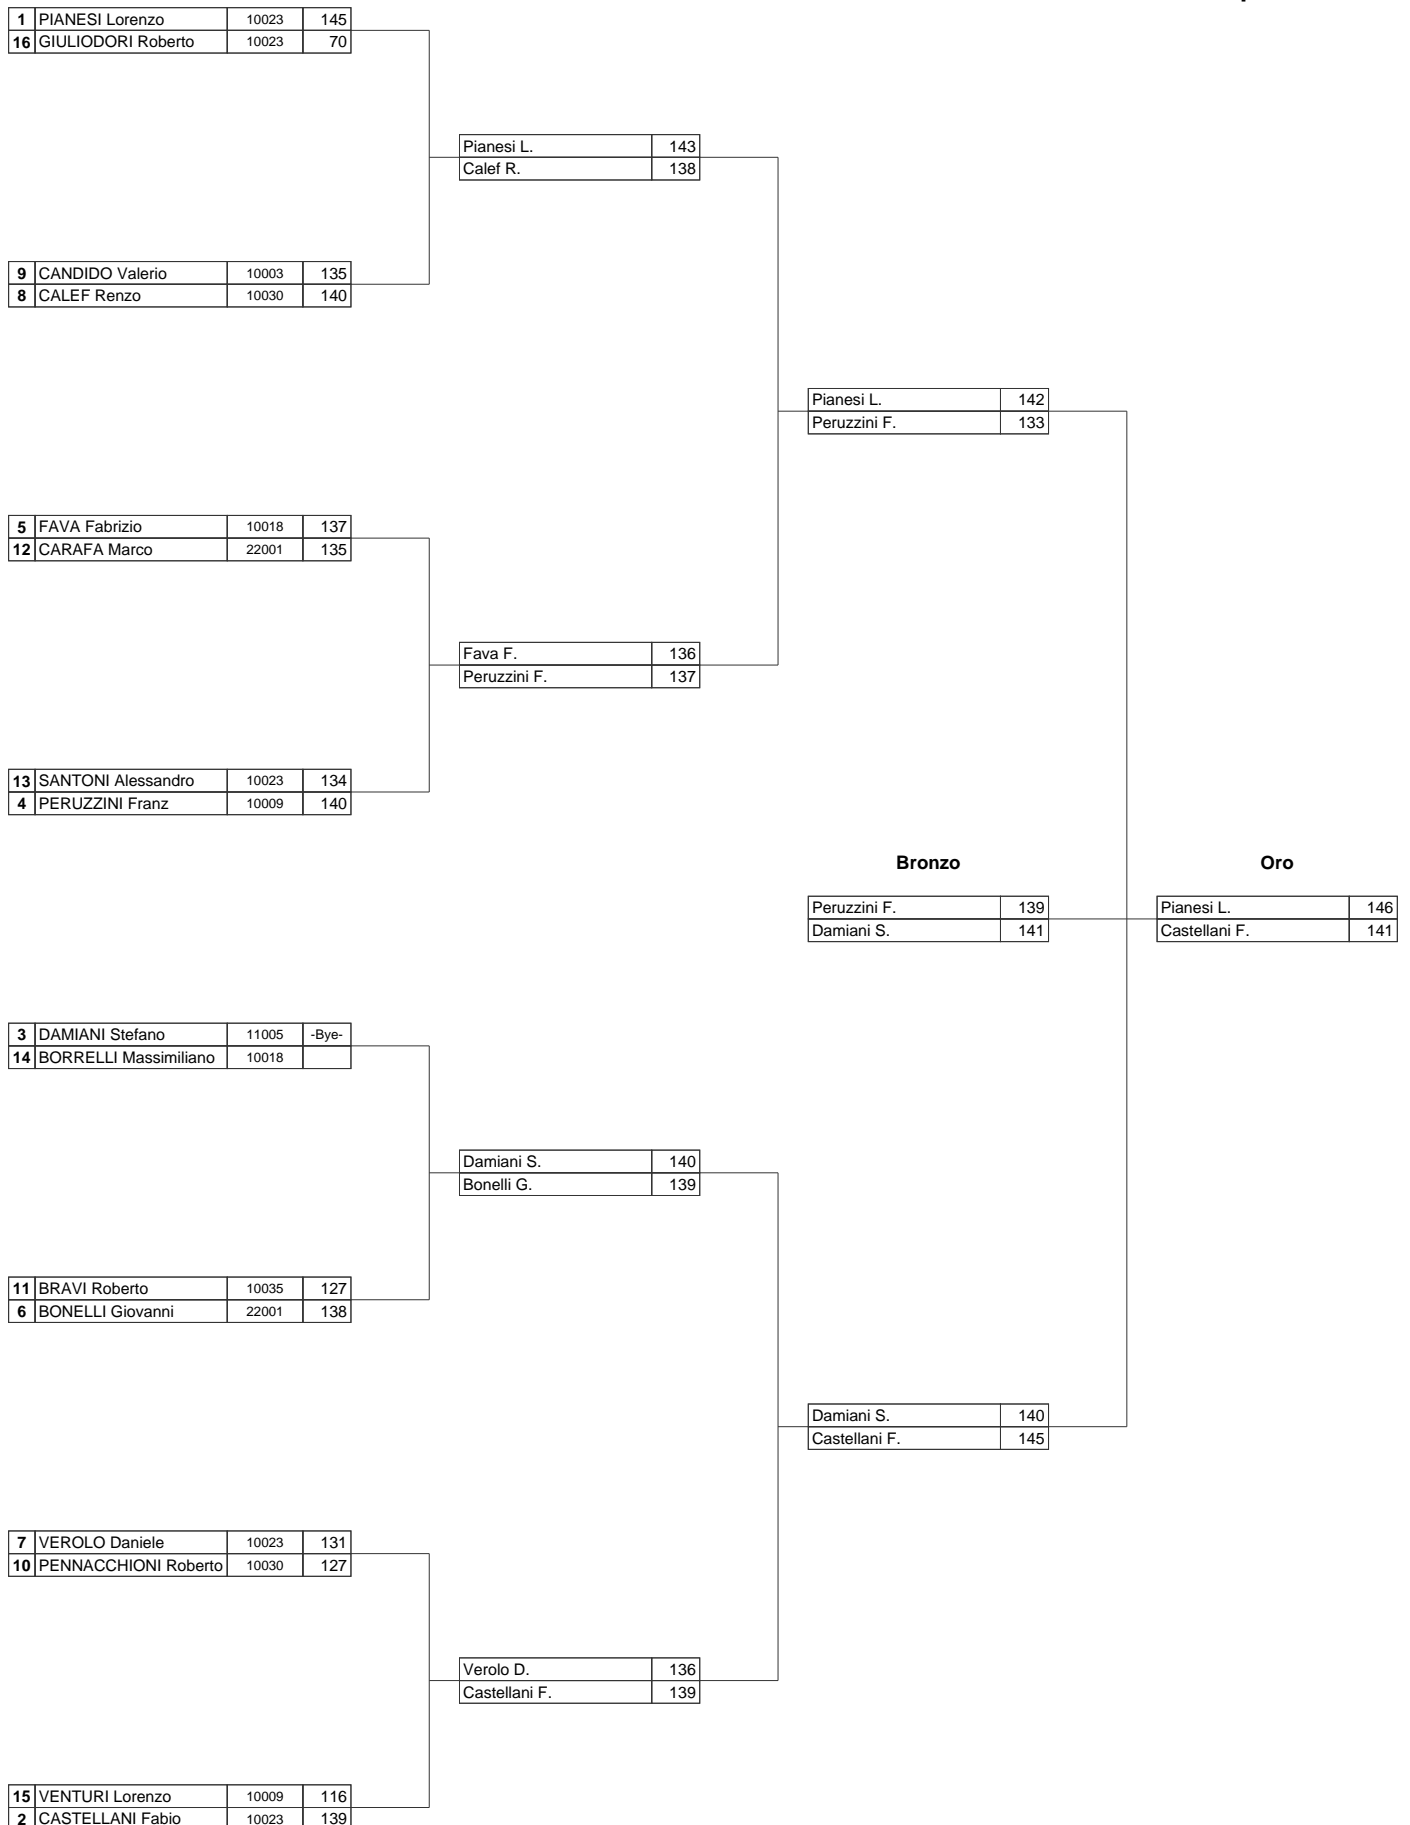 1 PIANESI Lorenzo 10023 145
16 GIULIODORI Roberto 10023 70
Pianesi L. 143
Calef R. 138
9 CANDIDO Valerio 10003 135
8 CALEF Renzo 10030 140
Pianesi L. 142
Peruzzini F. 133
5 FAVA Fabrizio 10018 137
12 CARAFA Marco 22001 135
Fava F. 136
Peruzzini F. 137
13 SANTONI Alessandro 10023 134
4 PERUZZINI Franz 10009 140
Bronzo Oro
Peruzzini F. 139 Pianesi L. 146
Damiani S. 141 Castellani F. 141
3 DAMIANI Stefano 11005 -Bye-
14 BORRELLI Massimiliano 10018
Damiani S. 140
Bonelli G. 139
11 BRAVI Roberto 10035 127
6 BONELLI Giovanni 22001 138
Damiani S. 140
Castellani F. 145
7 VEROLO Daniele 10023 131
10 PENNACCHIONI Roberto 10030 127
Verolo D. 136
Castellani F. 139
15 VENTURI Lorenzo 10009 116
2 CASTELLANI Fabio 10023 139